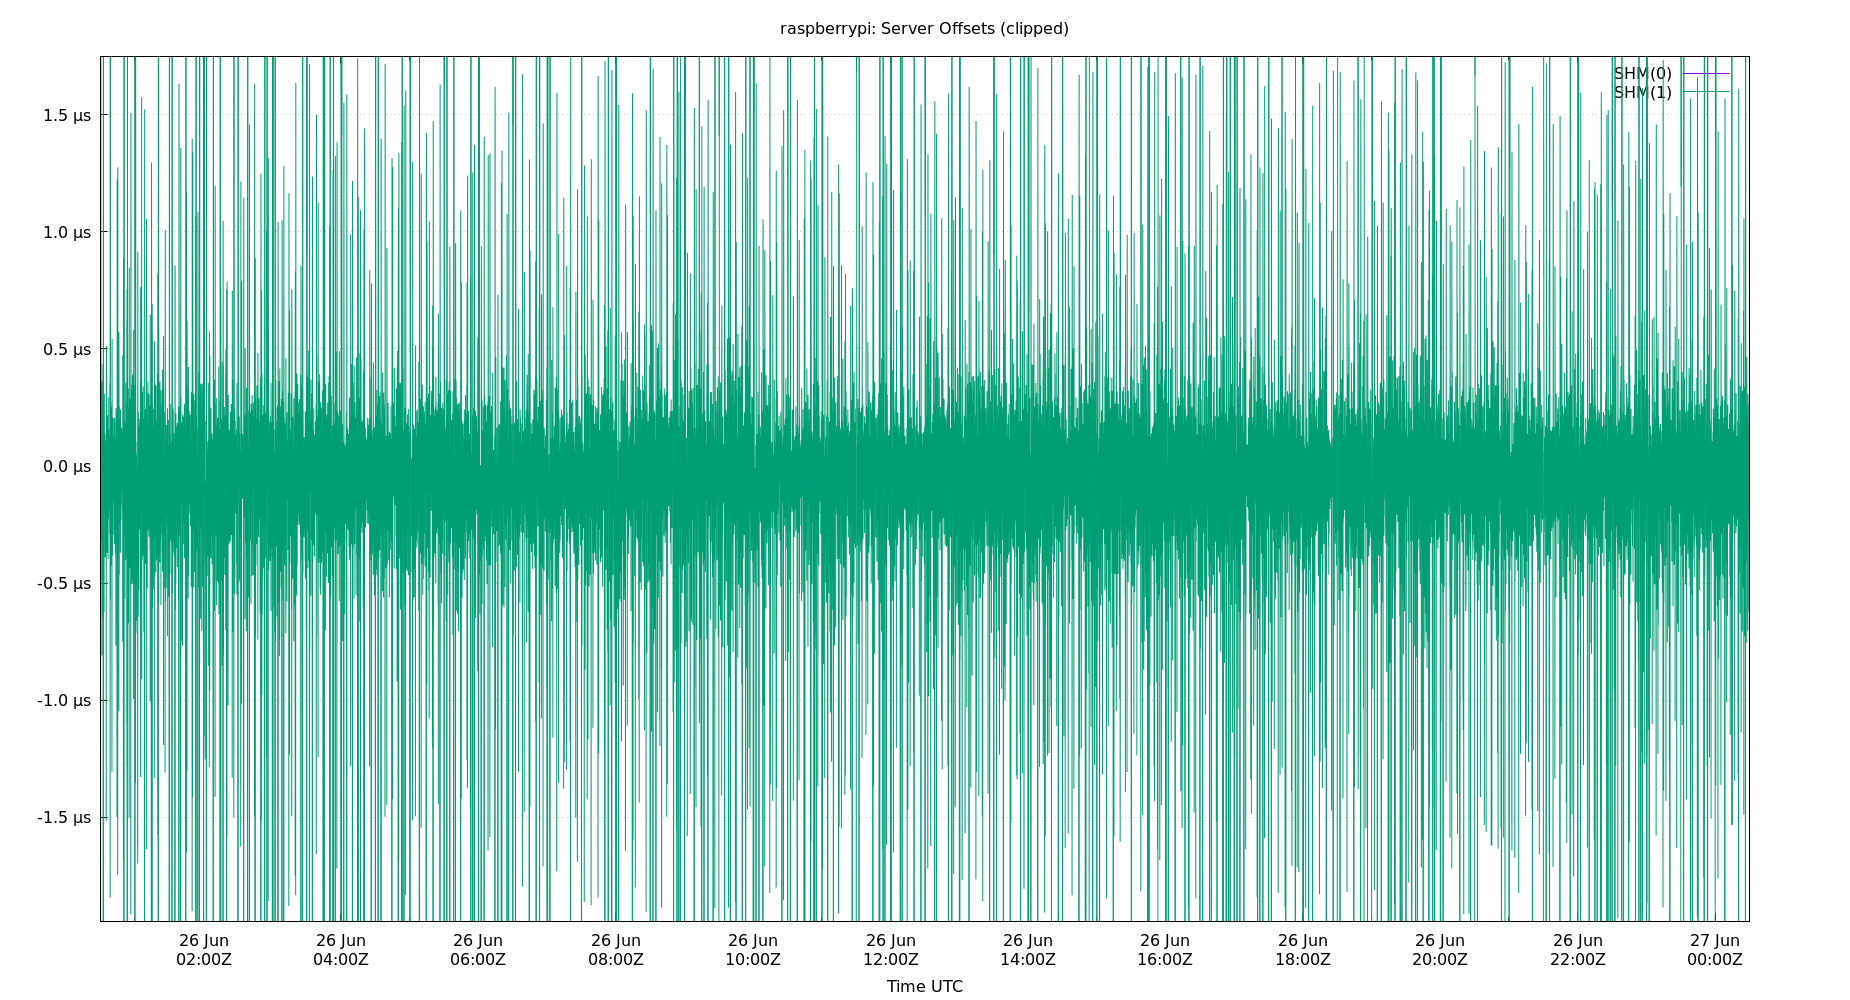 raspberrypi: Server Offsets (clipped)
SHM(0)
SHM(1)
1.5 µs
1.0 µs
0.5 µs
0.0 µs
-0.5 µs
-1.0 µs
-1.5 µs
26 Jun 26 Jun 26 Jun 26 Jun 26 Jun 26 Jun 26 Jun 26 Jun 26 Jun 26 Jun 26 Jun 27 Jun
02:00Z 04:00Z 06:00Z 08:00Z 10:00Z 12:00Z 14:00Z 16:00Z 18:00Z 20:00Z 22:00Z 00:00Z
Time UTC